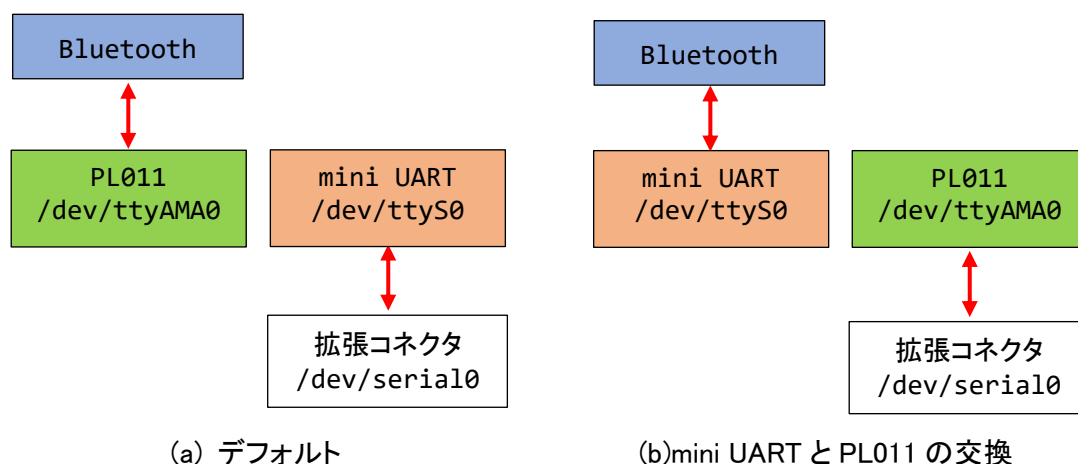 Bluetooth
PL011
/dev/ttyAMA0
mini UART
/dev/ttyS0
拡張コネクタ
/dev/serial0
(a) デフォルト
Bluetooth
mini UART
/dev/ttyS0
PL011
/dev/ttyAMA0
拡張コネクタ
/dev/serial0
(b)mini UART と PL011 の交換